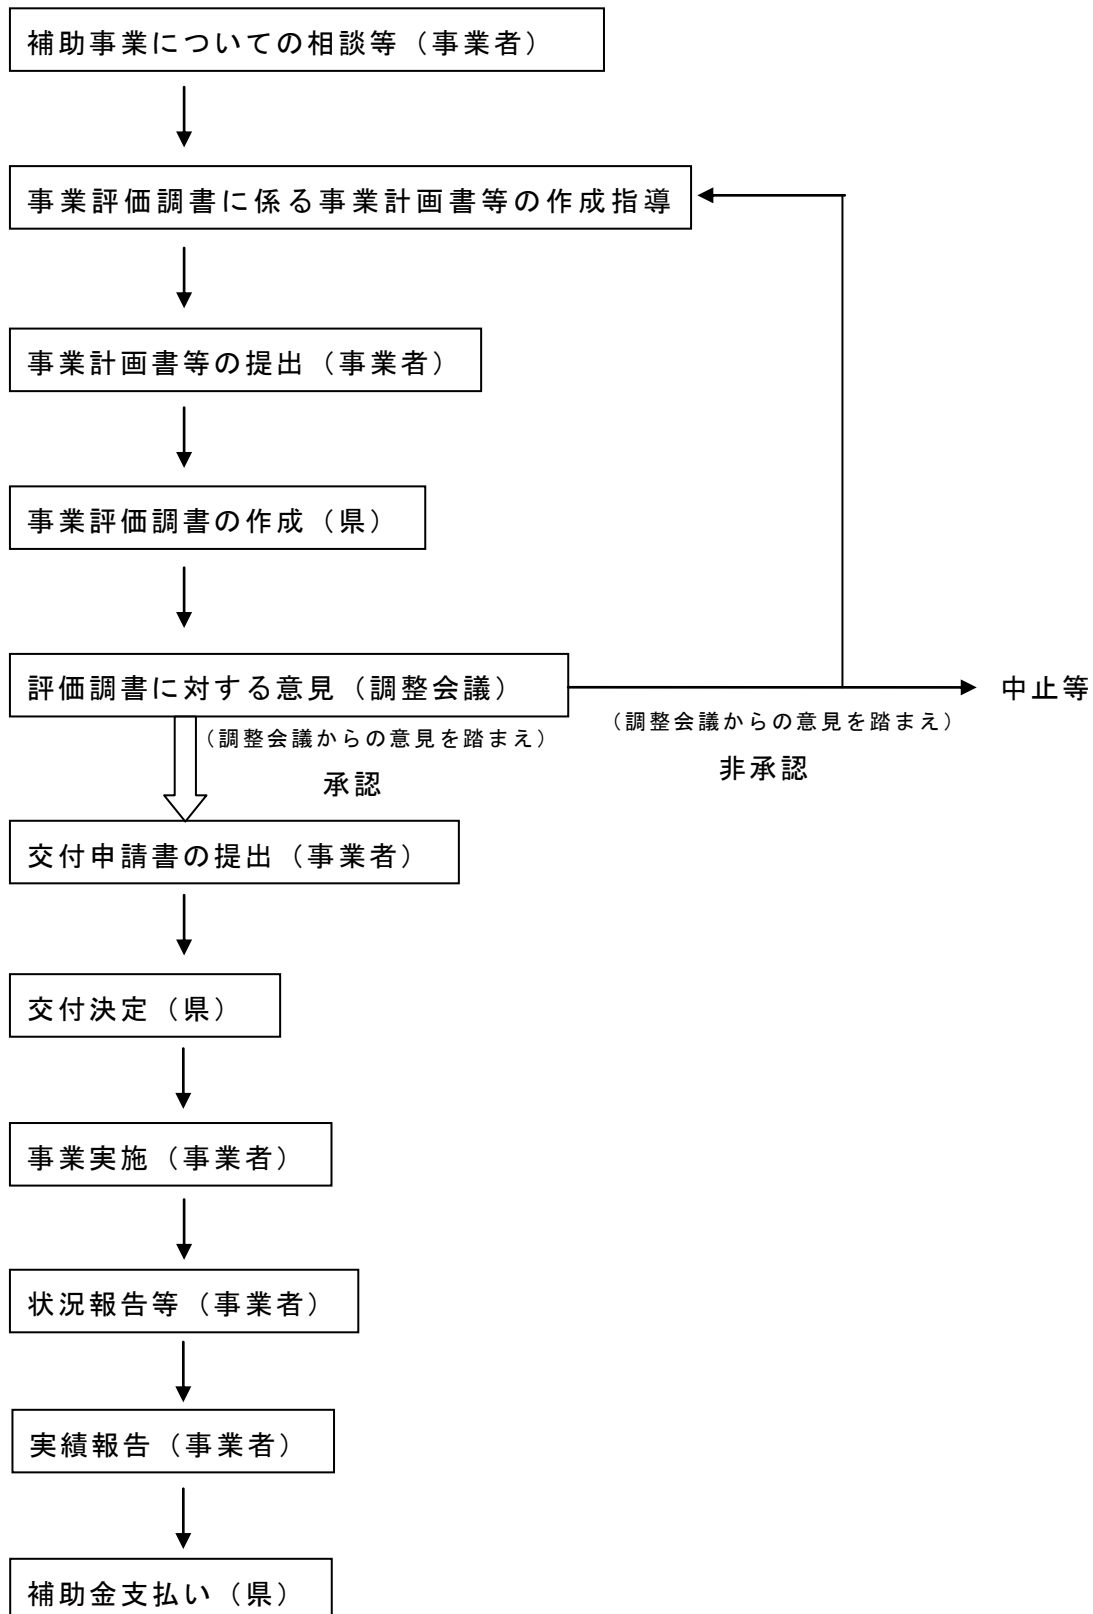 補助事業についての相談等（事業者）
事業評価調書に係る事業計画書等の作成指導
事業計画書等の提出（事業者）
事業評価調書の作成（県）
評価調書に対する意見（調整会議）
中止等
（調整会議からの意見を踏まえ）
非承認
（調整会議からの意見を踏まえ）
承認
交付申請書の提出（事業者）
交付決定（県）
事業実施（事業者）
状況報告等（事業者）
実績報告（事業者）
補助金支払い（県）